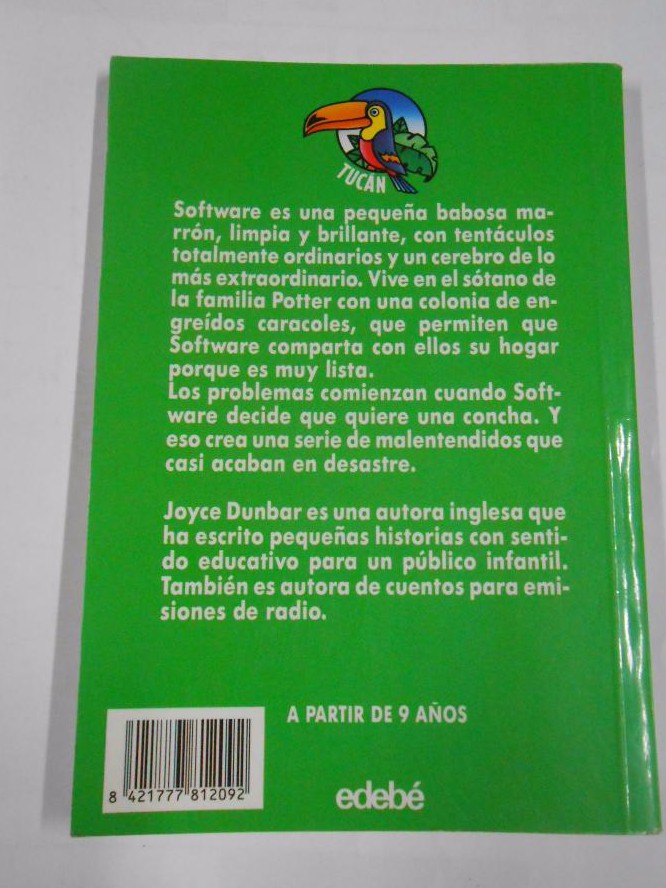 TUCÁN
Software es una pequeña babosa ma-
rrón, limpia y brillante, con tentáculos
totalmente ordinarios y un cerebro de lo
más extraordinario. Vive en el sótano de
la familia Potter con una colonia de en-
greídos caracoles, que permiten que
Software comparta con ellos su hogar
porque es muy lista.
Los problemas comienzan cuando Soft-
ware decide que quiere una concha. Y
eso crea una serie de malentendidos que
casi acaban en desastre.
Joyce Dunbar es una autora inglesa que
ha escrito pequeñas historias con senti-
do educativo para un público infantil.
También es autora de cuentos para emi-
siones de radio.
A PARTIR DE 9 AÑOS
8 421777 812092
edebé